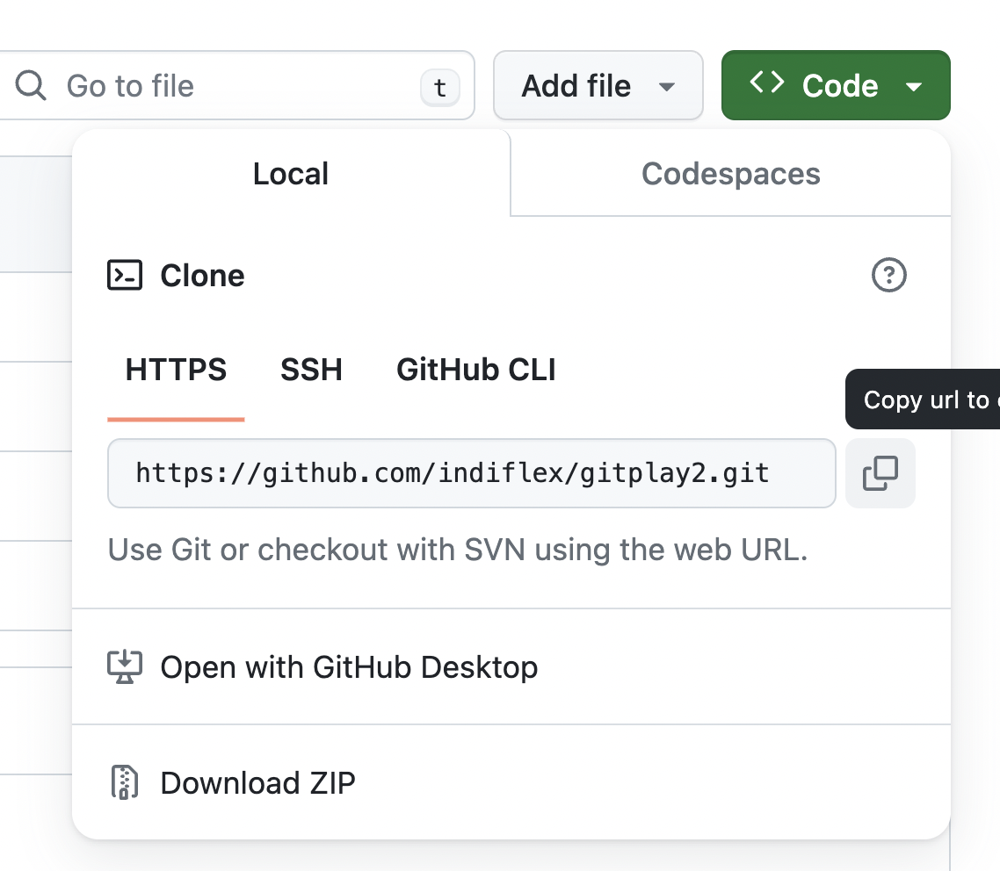 Go to file t Add file <> Code
Local Codespaces
Clone
HTTPS SSH GitHub CLI
Copy url to
https://github.com/indiflex/gitplay2.git
Use Git or checkout with SVN using the web URL.
Open with GitHub Desktop
Download ZIP